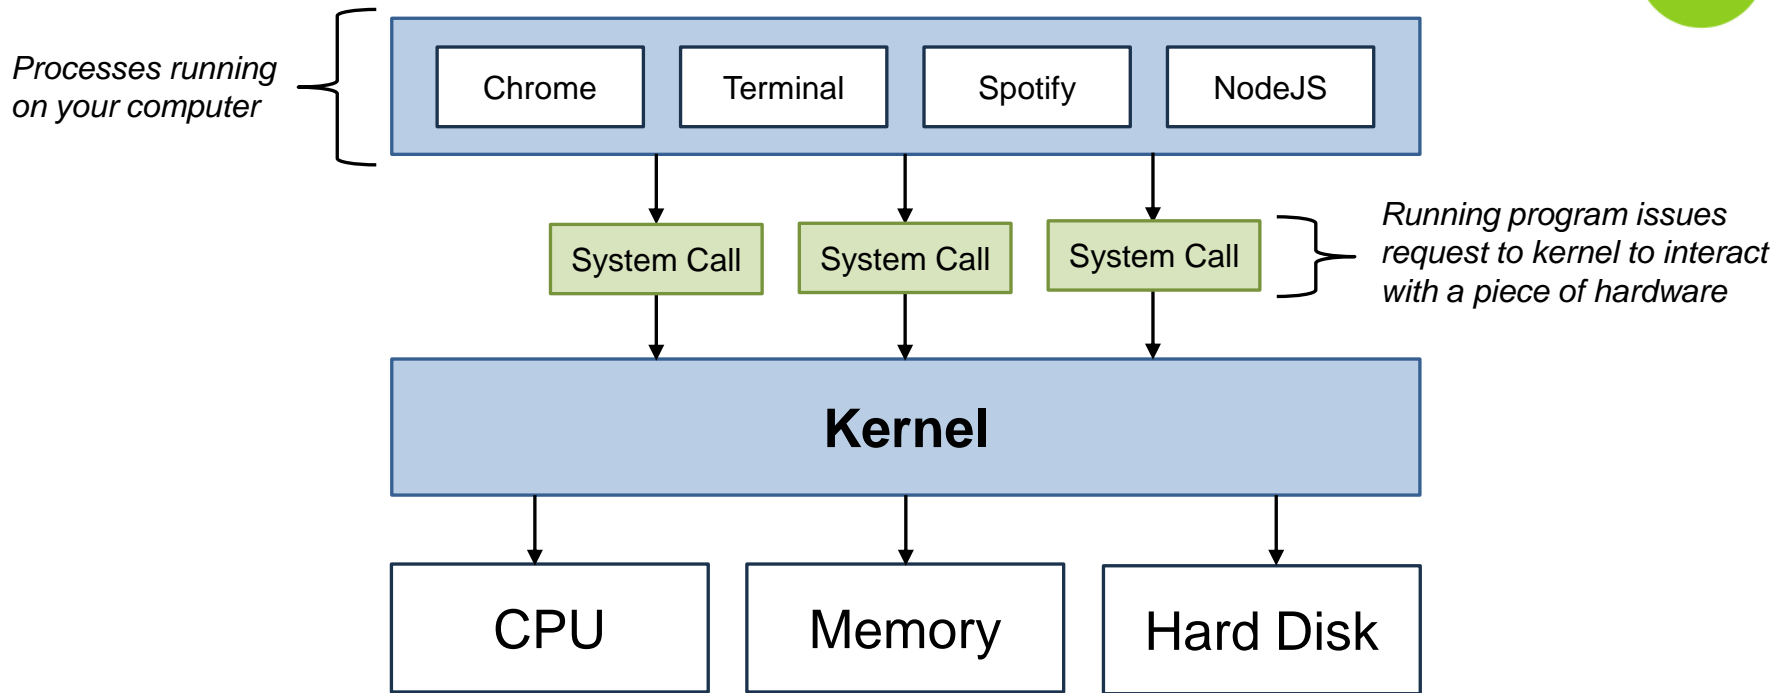 Processes running
on your computer
Chrome
Terminal
Spotify
NodeJS
System Call
System Call
System Call
Running program issues
request to kernel to interact
with a piece of hardware
Kernel
CPU
Memory
Hard Disk